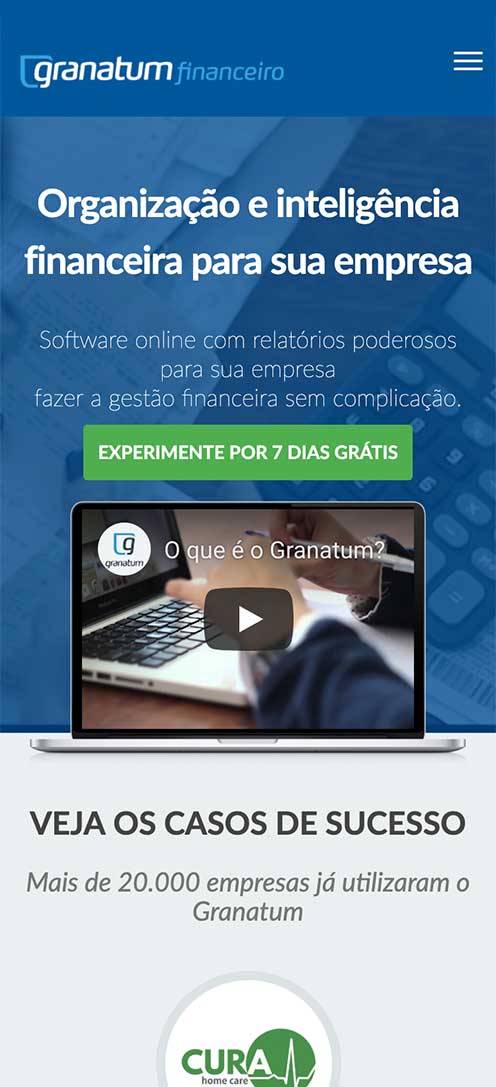 granatum financeiro
Organização e inteligência
financeira para sua empresa
Software online com relatórios poderosos
para sua empresa
fazer a gestão financeira sem complicação.
EXPERIMENTE POR 7 DIAS GRÁTIS
granatum
O que é o Granatum?
VEJA OS CASOS DE SUCESSO
Mais de 20.000 empresas já utilizaram o
Granatum
CURA
home care